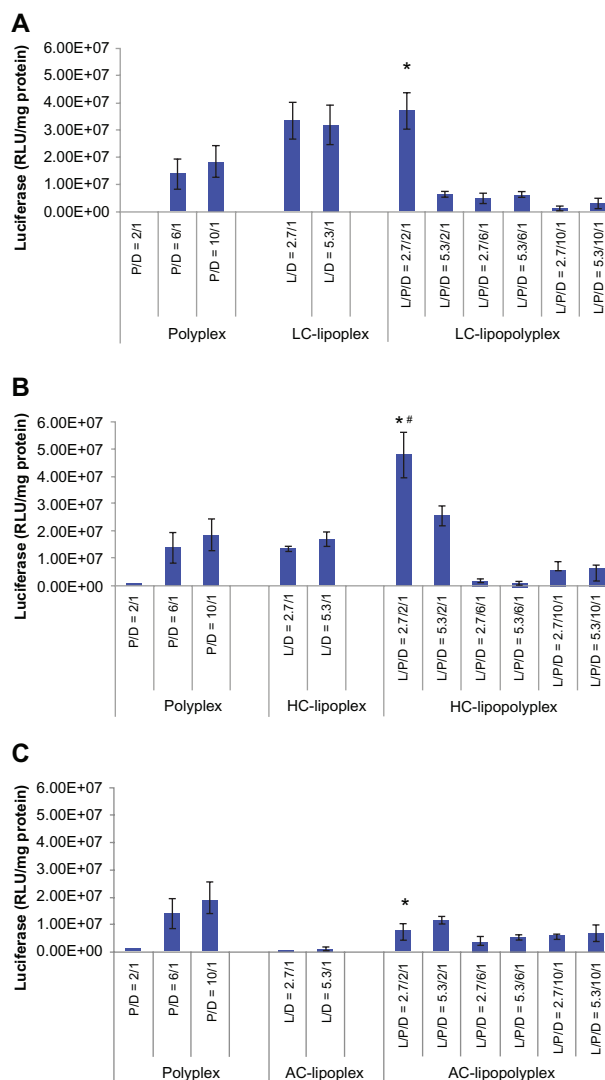 A
Luciferase (RLU/mg protein)
6.00E+07
5.00E+07
4.00E+07
3.00E+07
2.00E+07
1.00E+07
0.00E+00
*
P/D = 2/1
P/D = 6/1
P/D = 10/1
L/D = 2.7/1
L/D = 5.3/1
L/P/D = 2.7/2/1
L/P/D = 5.3/2/1
L/P/D = 2.7/6/1
L/P/D = 5.3/6/1
L/P/D = 2.7/10/1
L/P/D = 5.3/10/1
Polyplex LC-lipoplex LC-lipopolyplex
B
Luciferase (RLU/mg protein)
6.00E+07
5.00E+07
4.00E+07
3.00E+07
2.00E+07
1.00E+07
0.00E+00
* #
P/D = 2/1
P/D = 6/1
P/D = 10/1
L/D = 2.7/1
L/D = 5.3/1
L/P/D = 2.7/2/1
L/P/D = 5.3/2/1
L/P/D = 2.7/6/1
L/P/D = 5.3/6/1
L/P/D = 2.7/10/1
L/P/D = 5.3/10/1
Polyplex HC-lipoplex HC-lipopolyplex
C
Luciferase (RLU/mg protein)
6.00E+07
5.00E+07
4.00E+07
3.00E+07
2.00E+07
1.00E+07
0.00E+00
*
P/D = 2/1
P/D = 6/1
P/D = 10/1
L/D = 2.7/1
L/D = 5.3/1
L/P/D = 2.7/2/1
L/P/D = 5.3/2/1
L/P/D = 2.7/6/1
L/P/D = 5.3/6/1
L/P/D = 2.7/10/1
L/P/D = 5.3/10/1
Polyplex AC-lipoplex AC-lipopolyplex